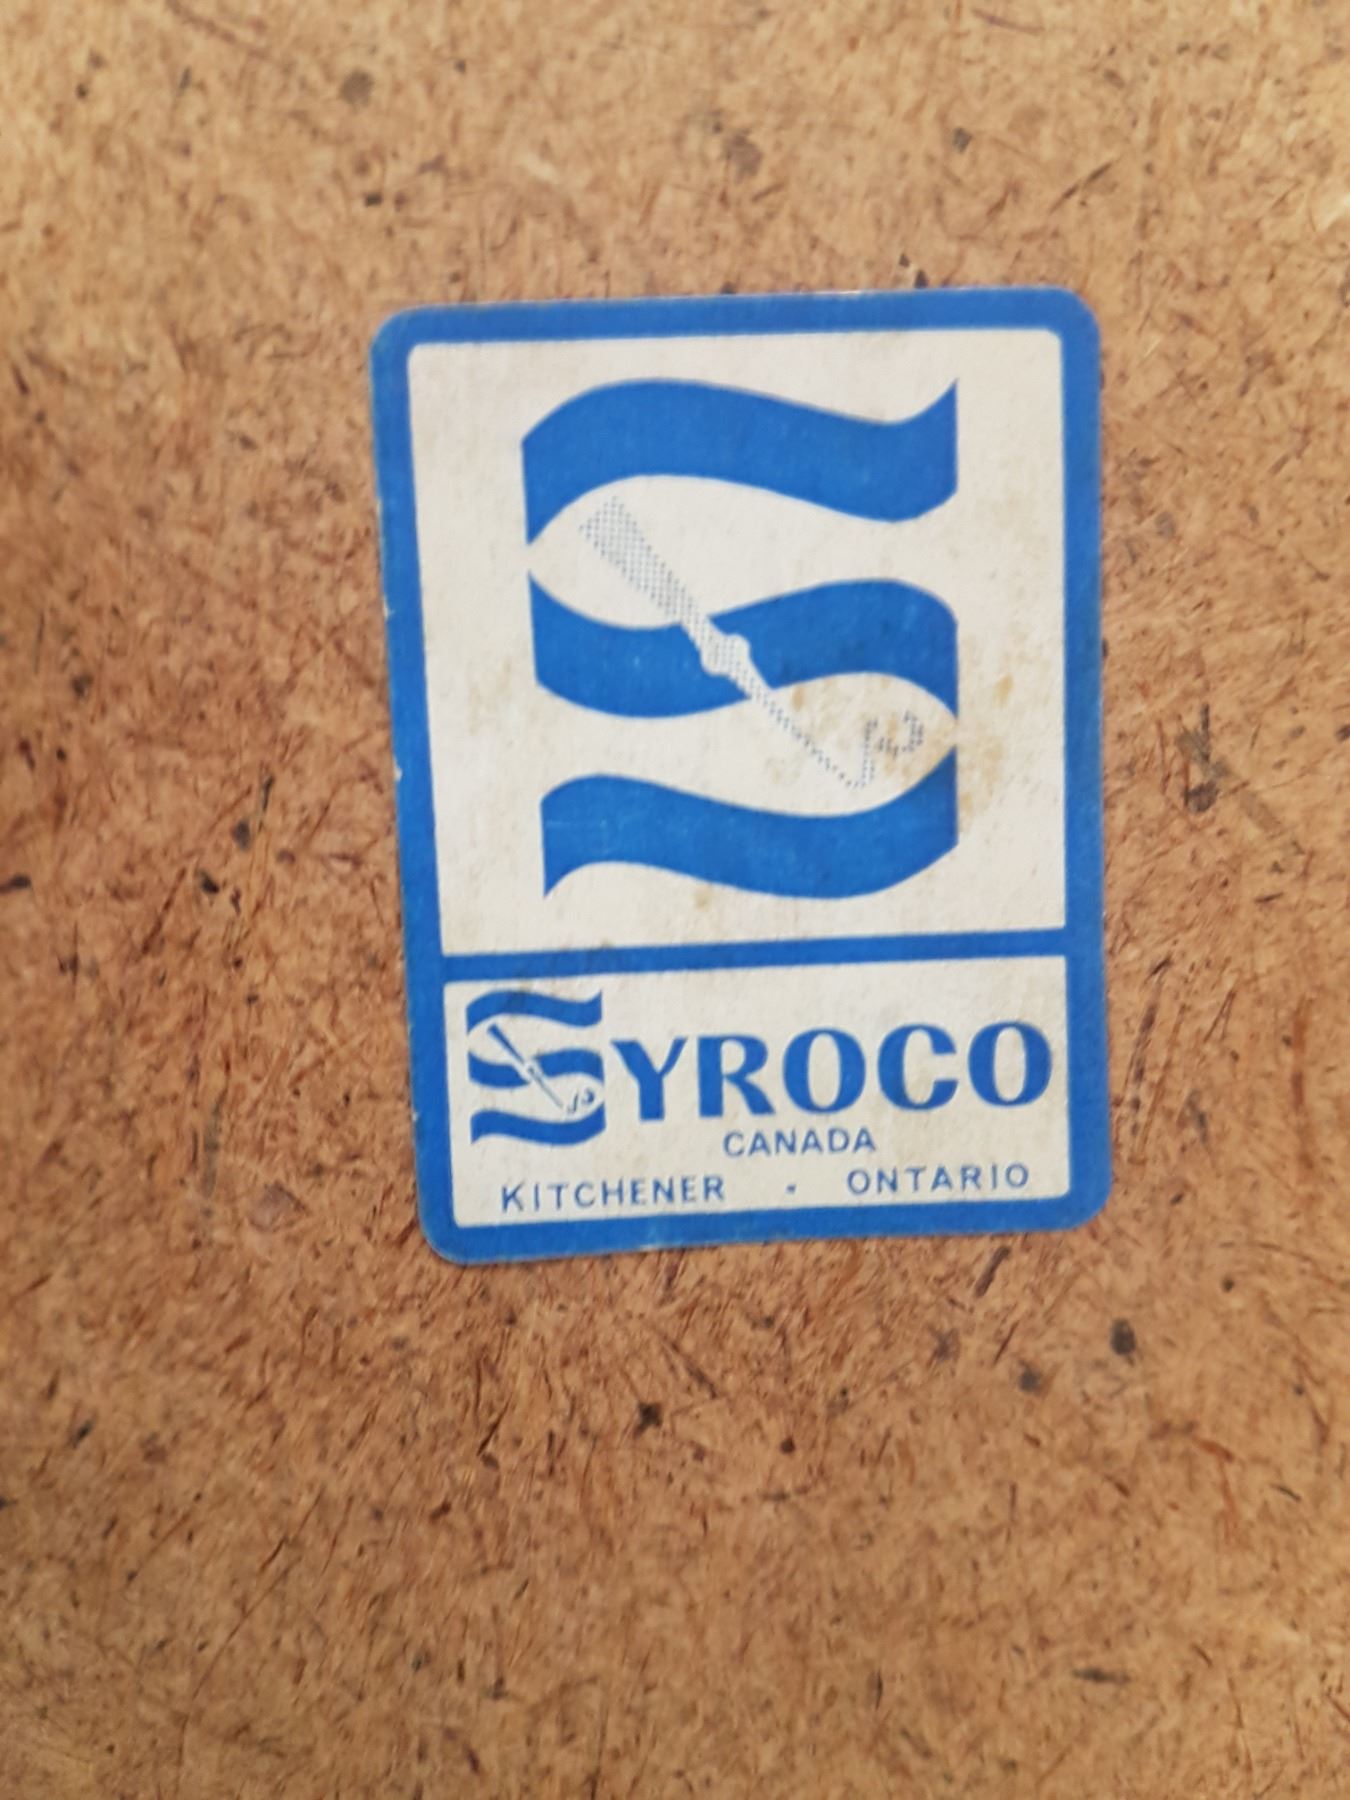 SYROCO
CANADA
KITCHENER - ONTARIO